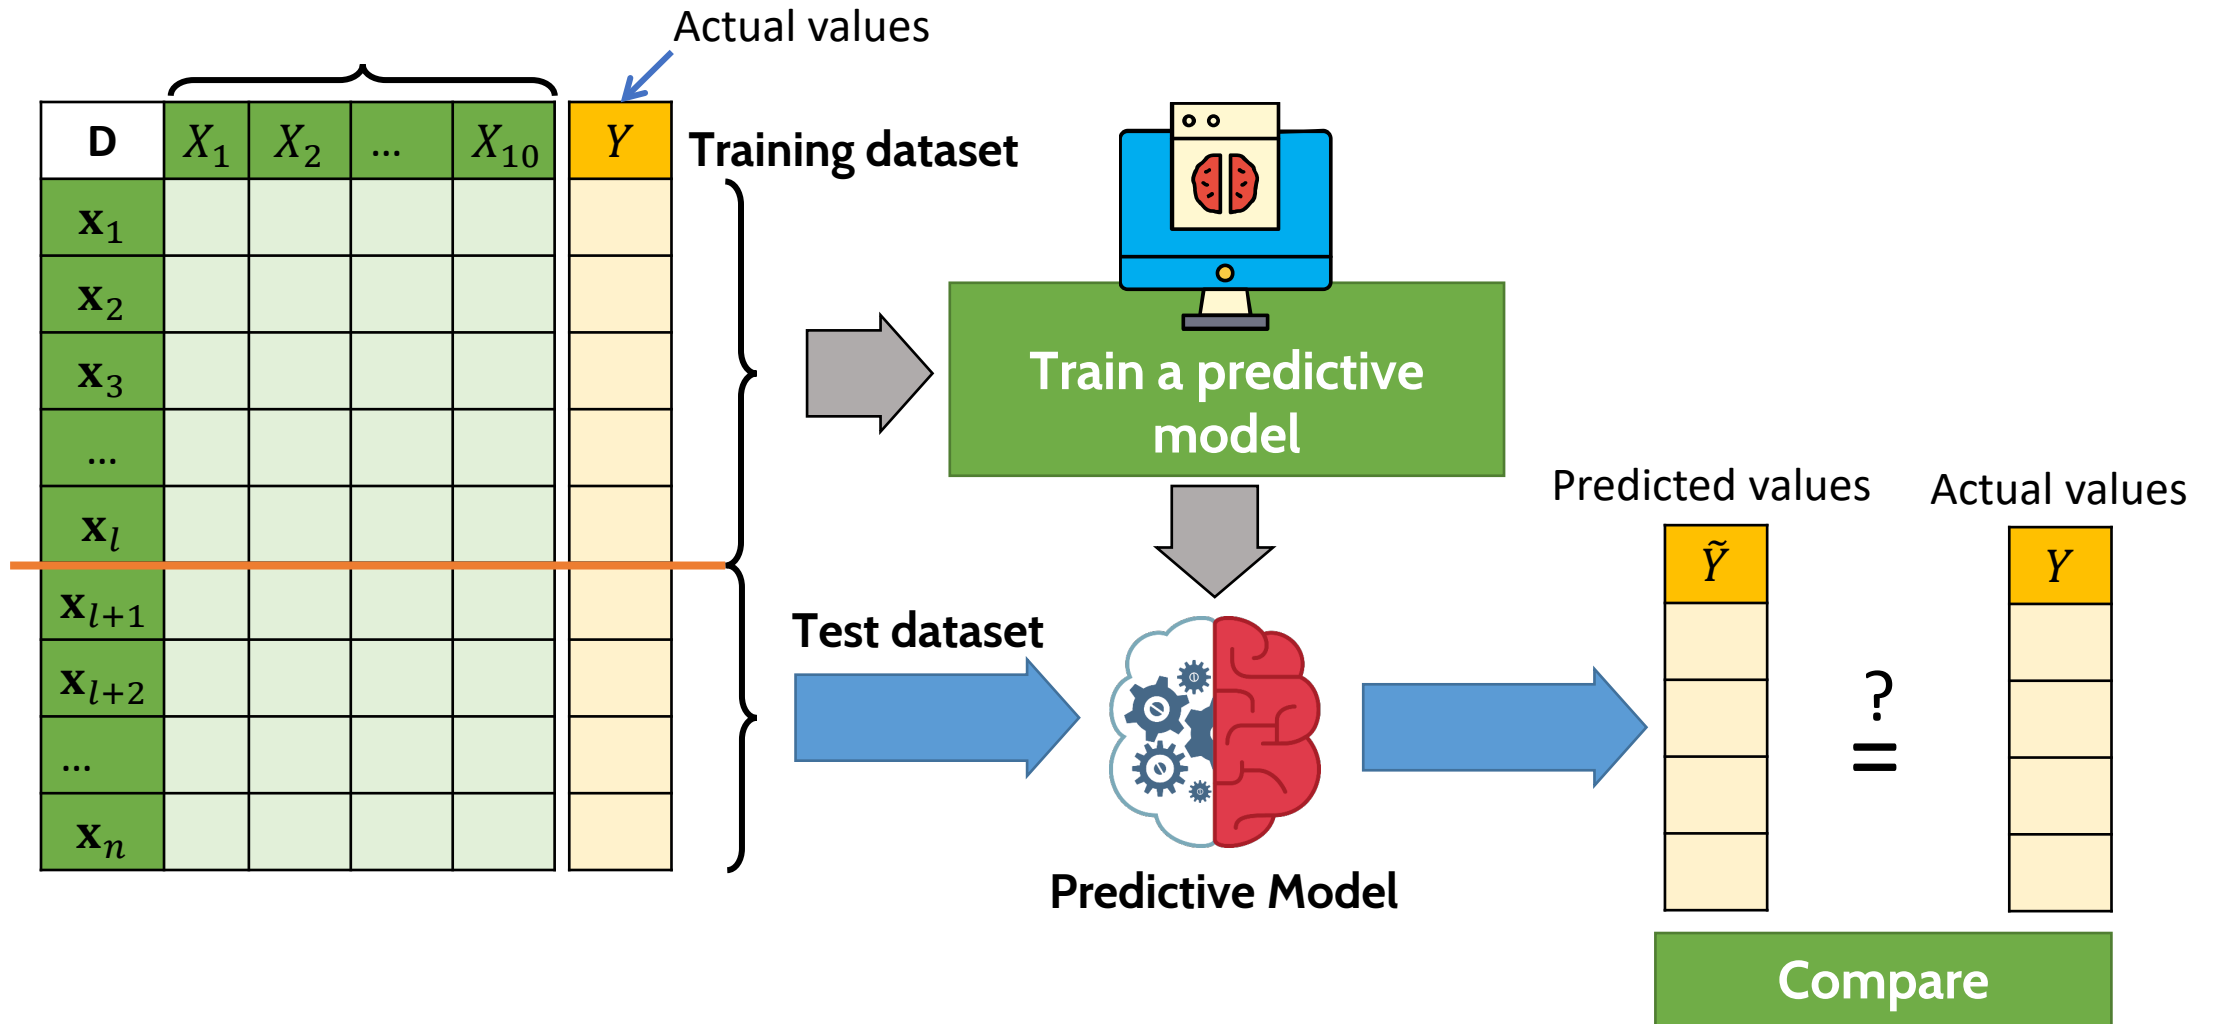 Actual values
D X₁ X₂ ... X₁₀ Y
Training dataset
x₁
x₂
x₃
...
xₗ
xₗ₊₁
xₗ₊₂
...
xₙ
Train a predictive
model
Test dataset
Predictive Model
Predicted values
Actual values
Ỹ Y
?
=
Compare